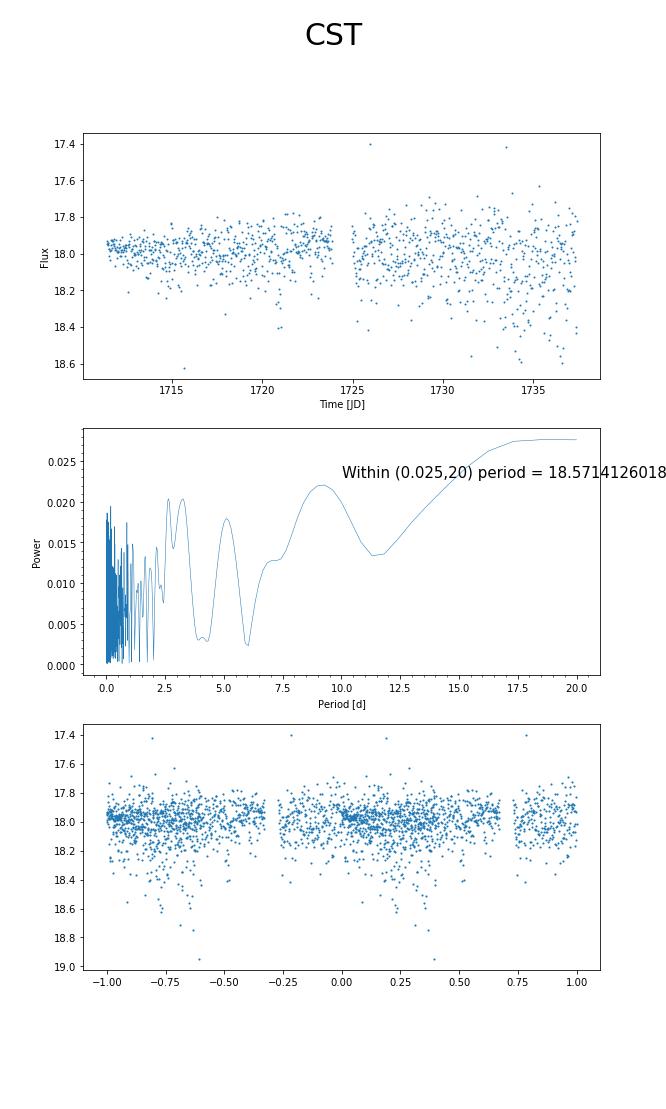 CST
17.4
17.6
17.8
18.0
18.2
18.4
18.6
Flux
1715 1720 1725 1730 1735
Time [JD]
0.025
0.020
0.015
0.010
0.005
0.000
Power
Within (0.025,20) period = 18.5714126018
0.0 2.5 5.0 7.5 10.0 12.5 15.0 17.5 20.0
Period [d]
17.4
17.6
17.8
18.0
18.2
18.4
18.6
18.8
19.0
−1.00 −0.75 −0.50 −0.25 0.00 0.25 0.50 0.75 1.00